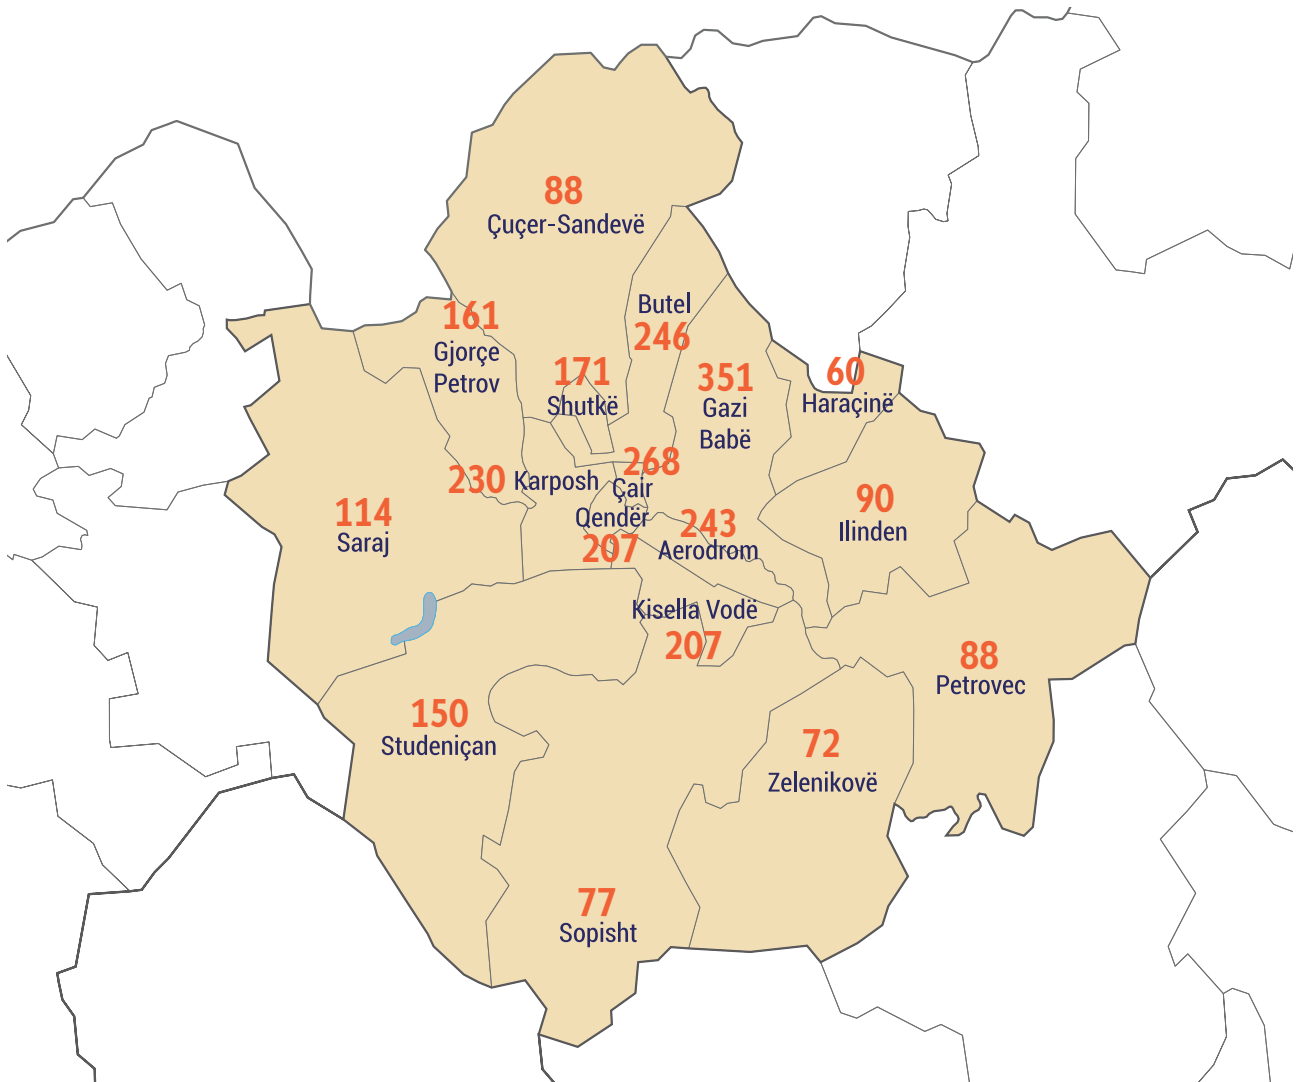 88
Çuçer-Sandevë
Butel
246
161
Gjorçe
Petrov
171
Shutkë
351
Gazi
Babë
60
Haraçinë
230 Karposh
268
Çair
114
Saraj
90
Ilinden
Qendër
207
243
Aerodrom
Kisella Vodë
207
88
Petrovec
150
Studeniçan
72
Zelenikovë
77
Sopisht